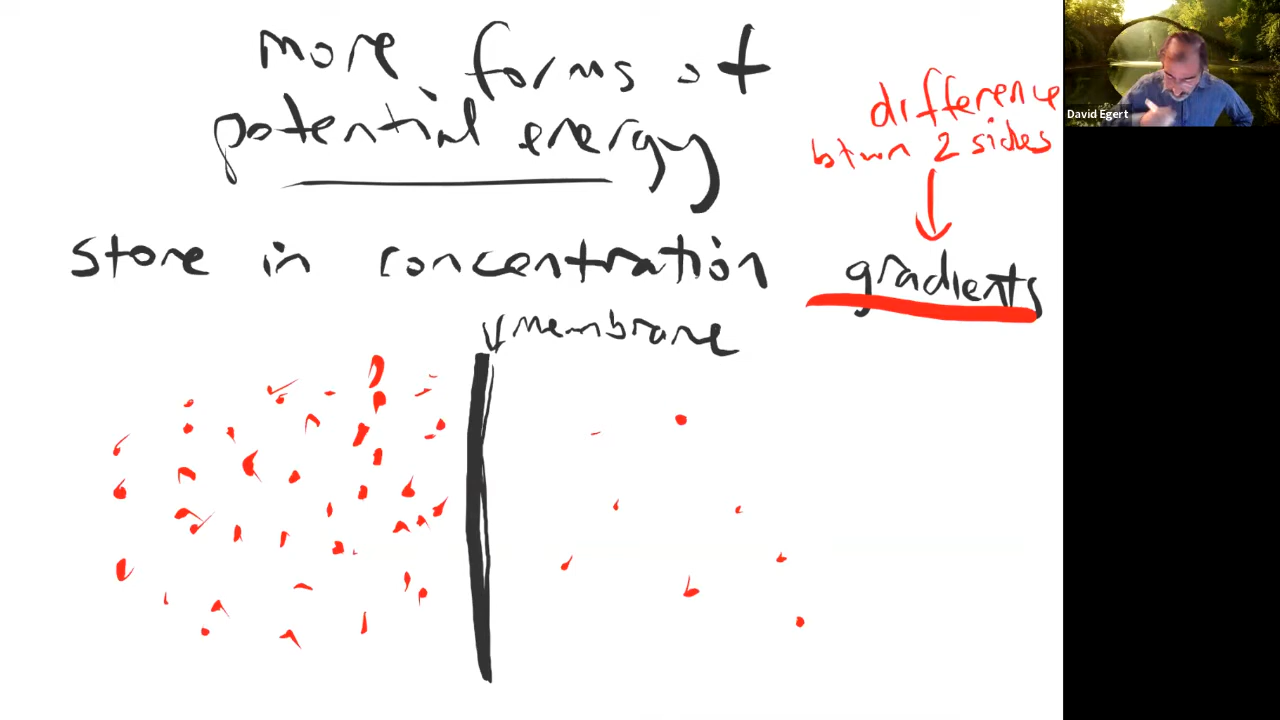 more forms of
potential energy
difference
btwn 2 sides
store in concentration gradients
membrane
David Egert